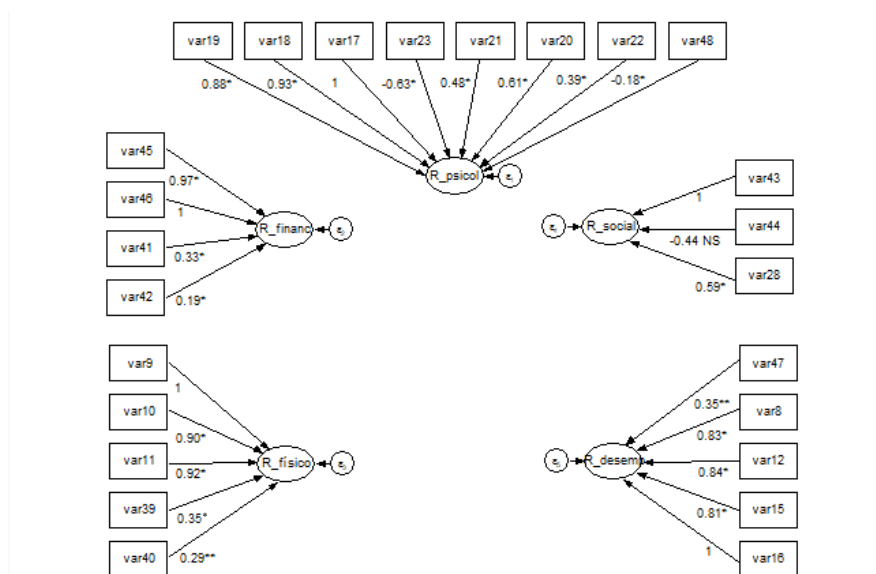 var19 var18 var17 var23 var21 var20 var22 var48
0.88* 0.93* 1 -0.63* 0.48* 0.61* 0.39* -0.18*
R_psicol
var45
0.97*
var46
1
var41
0.33*
var42
0.19*
R_financ
var43
1
var44
-0.44 NS
var28
0.59*
R_social
var9
1
var10
0.90*
var11
0.92*
var39
0.35*
var40
0.29**
R_físico
var47
0.35**
var8
0.83*
var12
0.84*
var15
0.81*
var16
1
R_desemp